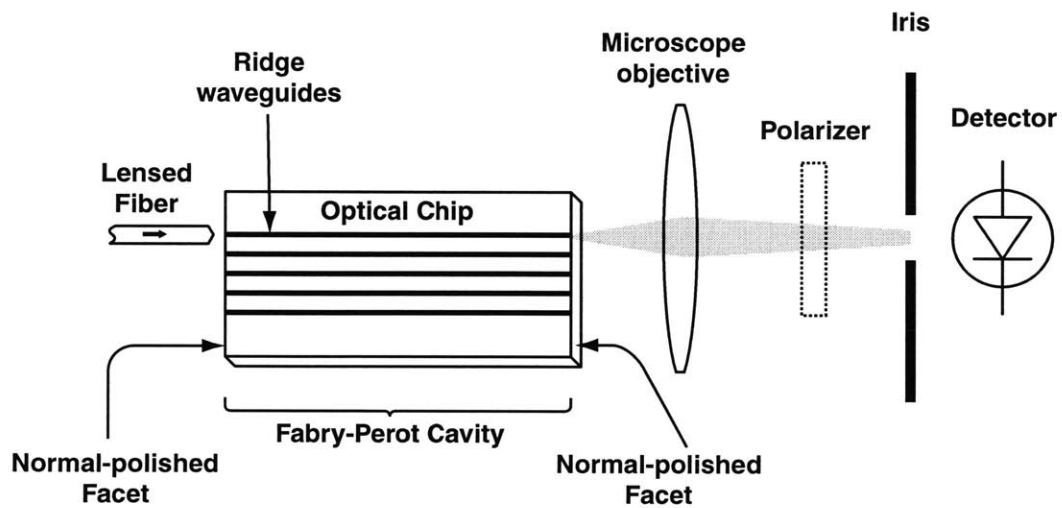 Iris
Microscope
objective
Ridge
waveguides
Polarizer
Detector
Lensed
Fiber
Optical Chip
Fabry-Perot Cavity
Normal-polished
Facet
Normal-polished
Facet